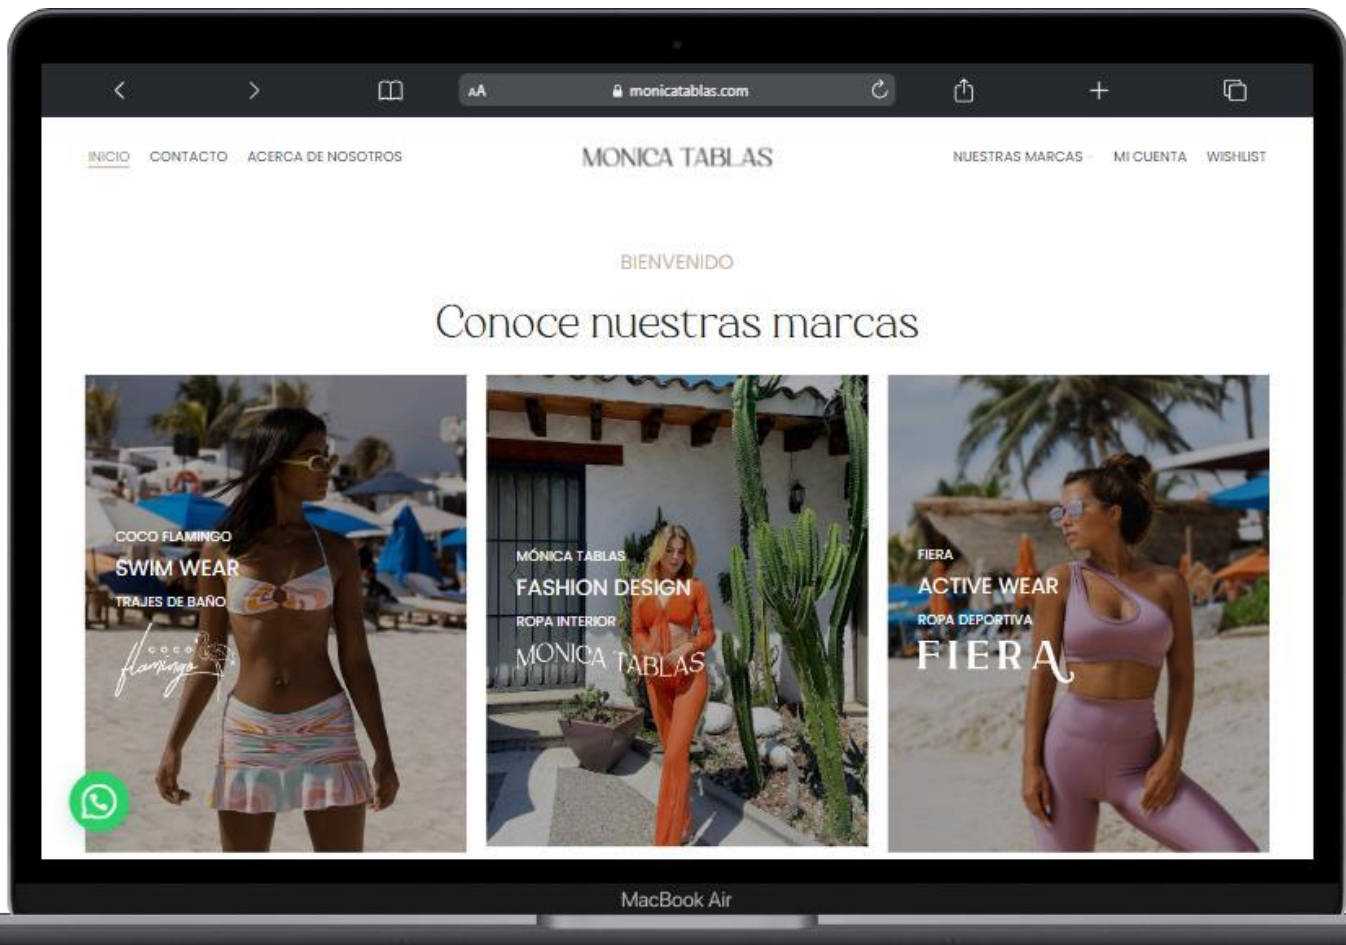 AA
monicatablas.com
INICIO CONTACTO ACERCA DE NOSOTROS
MONICA TABLAS
NUESTRAS MARCAS MI CUENTA WISHLIST
BIENVENIDO
Conoce nuestras marcas
COCO FLAMINGO
SWIM WEAR
TRAJES DE BAÑO
COCO
flamingo
MÓNICA TABLAS
FASHION DESIGN
ROPA INTERIOR
MONICA TABLAS
FIERA
ACTIVE WEAR
ROPA DEPORTIVA
FIERA
MacBook Air